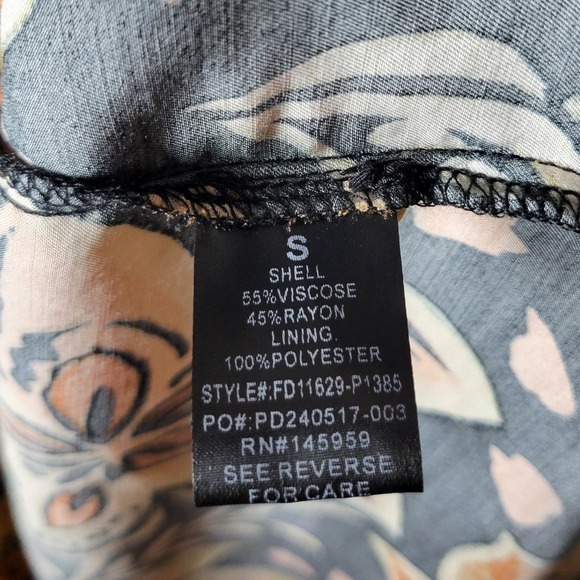 S
SHELL
55%VISCOSE
45%RAYON
LINING.
100%POLYESTER
STYLE#:FD11629-P1385
PO#:PD240517-003
RN#145959
SEE REVERSE
FOR CARE